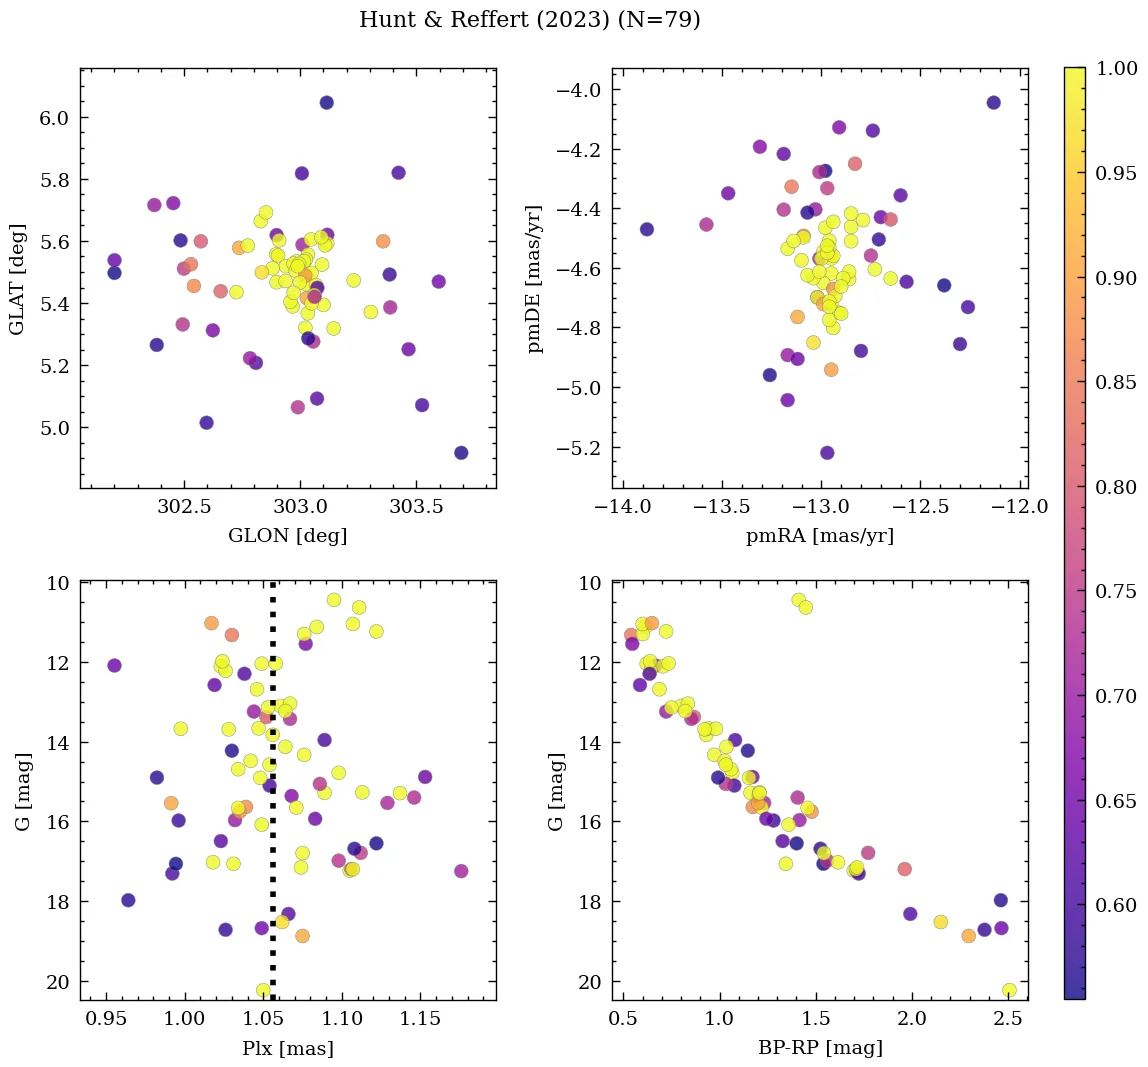 Hunt & Reffert (2023) (N=79)
6.0
5.8
5.6
5.4
5.2
5.0
GLAT [deg]
302.5 303.0 303.5
GLON [deg]
−4.0
−4.2
−4.4
−4.6
−4.8
−5.0
−5.2
pmDE [mas/yr]
−14.0 −13.5 −13.0 −12.5 −12.0
pmRA [mas/yr]
10
12
14
16
18
20
G [mag]
0.95 1.00 1.05 1.10 1.15
Plx [mas]
10
12
14
16
18
20
G [mag]
0.5 1.0 1.5 2.0 2.5
BP-RP [mag]
1.00
0.95
0.90
0.85
0.80
0.75
0.70
0.65
0.60